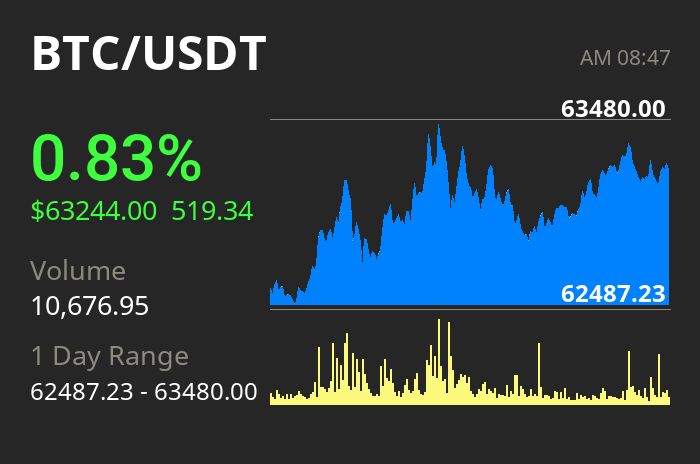 BTC/USDT
AM 08:47
63480.00
0.83%
$63244.00 519.34
Volume
10,676.95
62487.23
1 Day Range
62487.23 - 63480.00